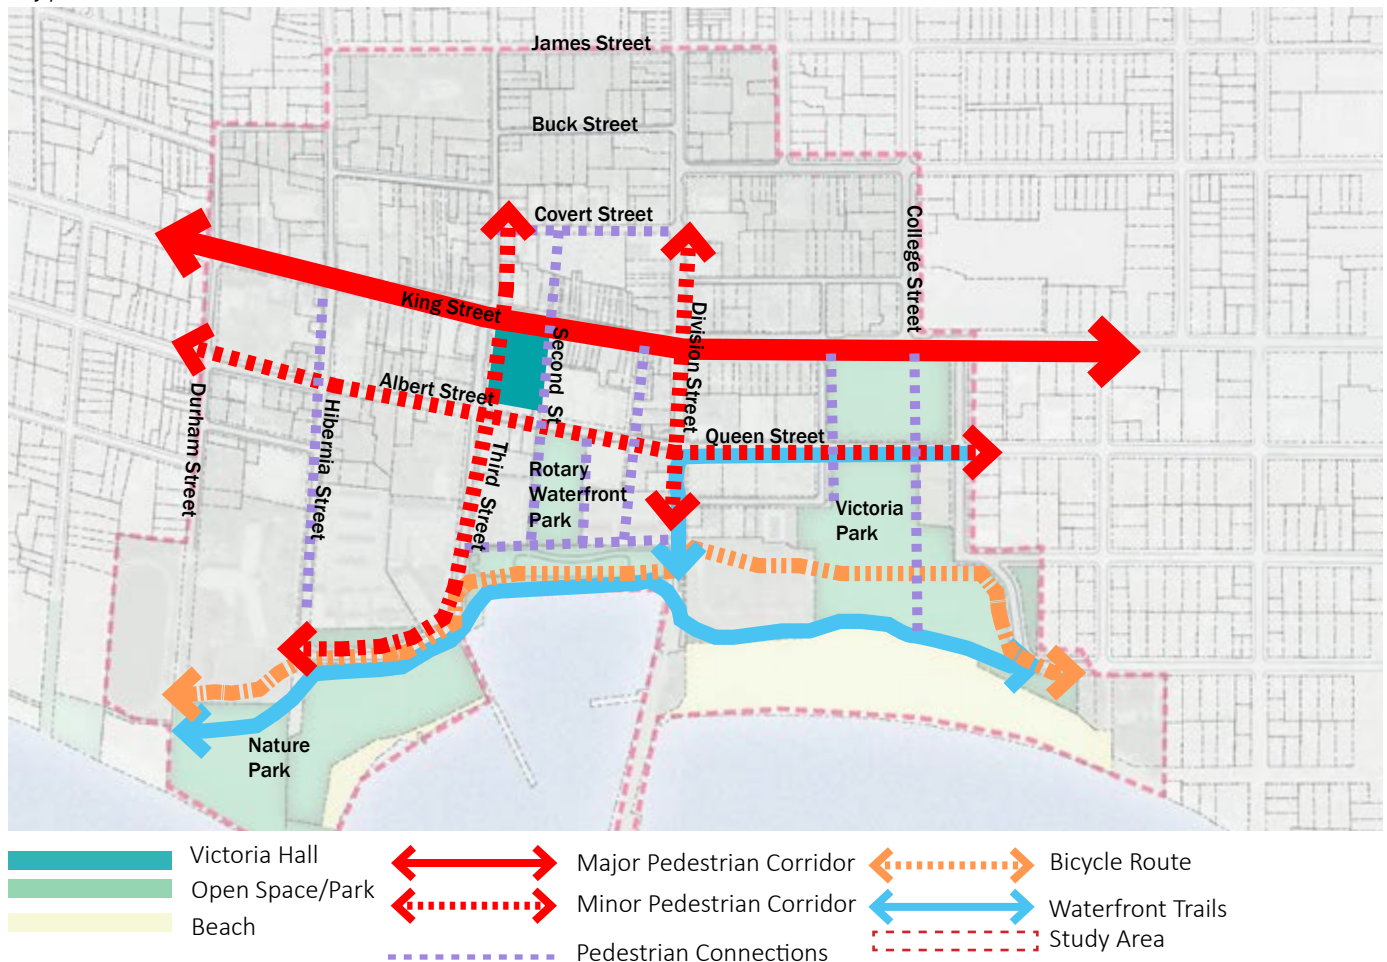 James Street
Buck Street
Covert Street
College Street
King Street
Second St.
Division Street
Albert Street
Durham Street
Hibernia Street
Third Street
Queen Street
Rotary
Waterfront
Park
Victoria
Park
Nature
Park
Victoria Hall
Open Space/Park
Beach
Major Pedestrian Corridor
Minor Pedestrian Corridor
Pedestrian Connections
Bicycle Route
Waterfront Trails
Study Area